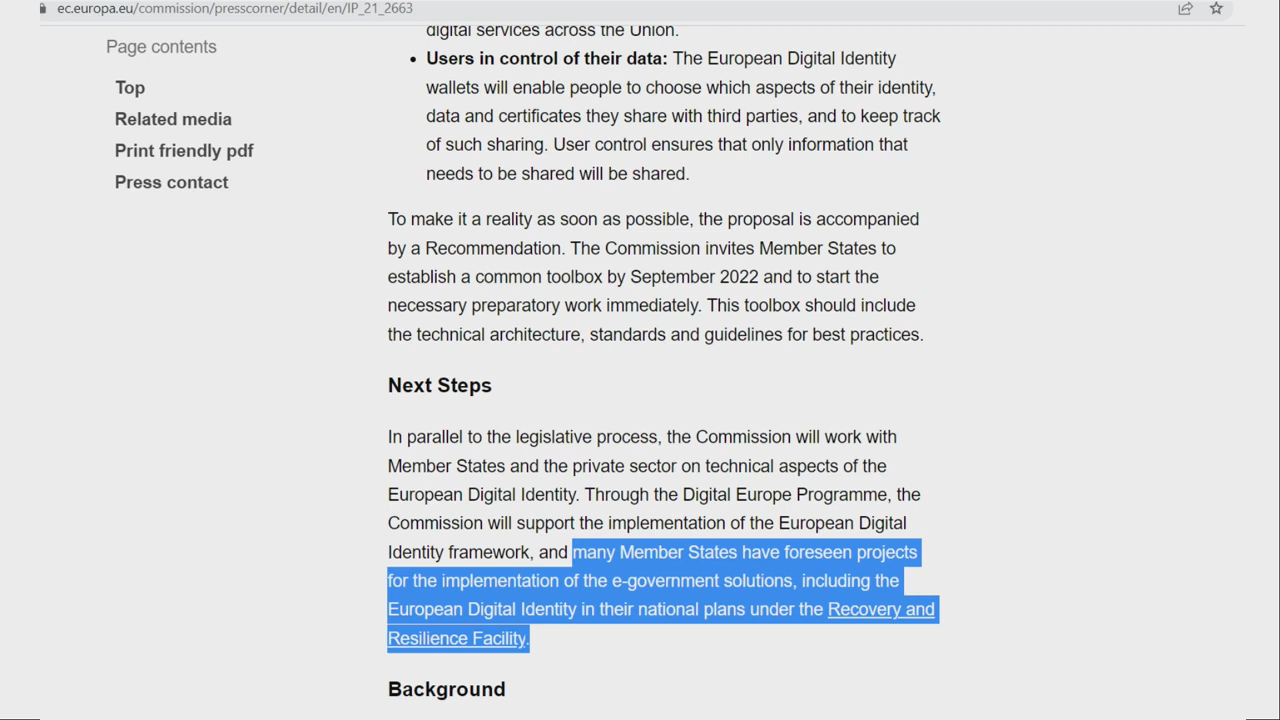 ec.europa.eu/commission/presscorner/detail/en/IP_21_2663
Page contents
Top
Related media
Print friendly pdf
Press contact
digital services across the Union.
• Users in control of their data: The European Digital Identity
wallets will enable people to choose which aspects of their identity,
data and certificates they share with third parties, and to keep track
of such sharing. User control ensures that only information that
needs to be shared will be shared.
To make it a reality as soon as possible, the proposal is accompanied
by a Recommendation. The Commission invites Member States to
establish a common toolbox by September 2022 and to start the
necessary preparatory work immediately. This toolbox should include
the technical architecture, standards and guidelines for best practices.
Next Steps
In parallel to the legislative process, the Commission will work with
Member States and the private sector on technical aspects of the
European Digital Identity. Through the Digital Europe Programme, the
Commission will support the implementation of the European Digital
Identity framework, and many Member States have foreseen projects
for the implementation of the e-government solutions, including the
European Digital Identity in their national plans under the Recovery and
Resilience Facility.
Background